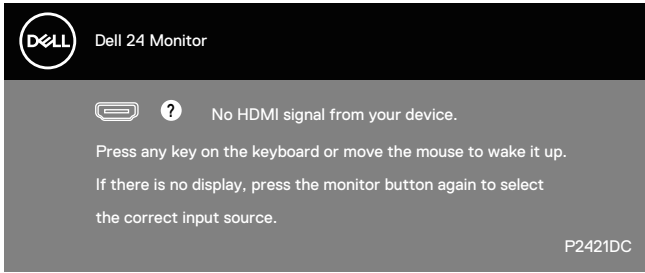 DELL
Dell 24 Monitor
? No HDMI signal from your device.
Press any key on the keyboard or move the mouse to wake it up.
If there is no display, press the monitor button again to select
the correct input source.
P2421DC